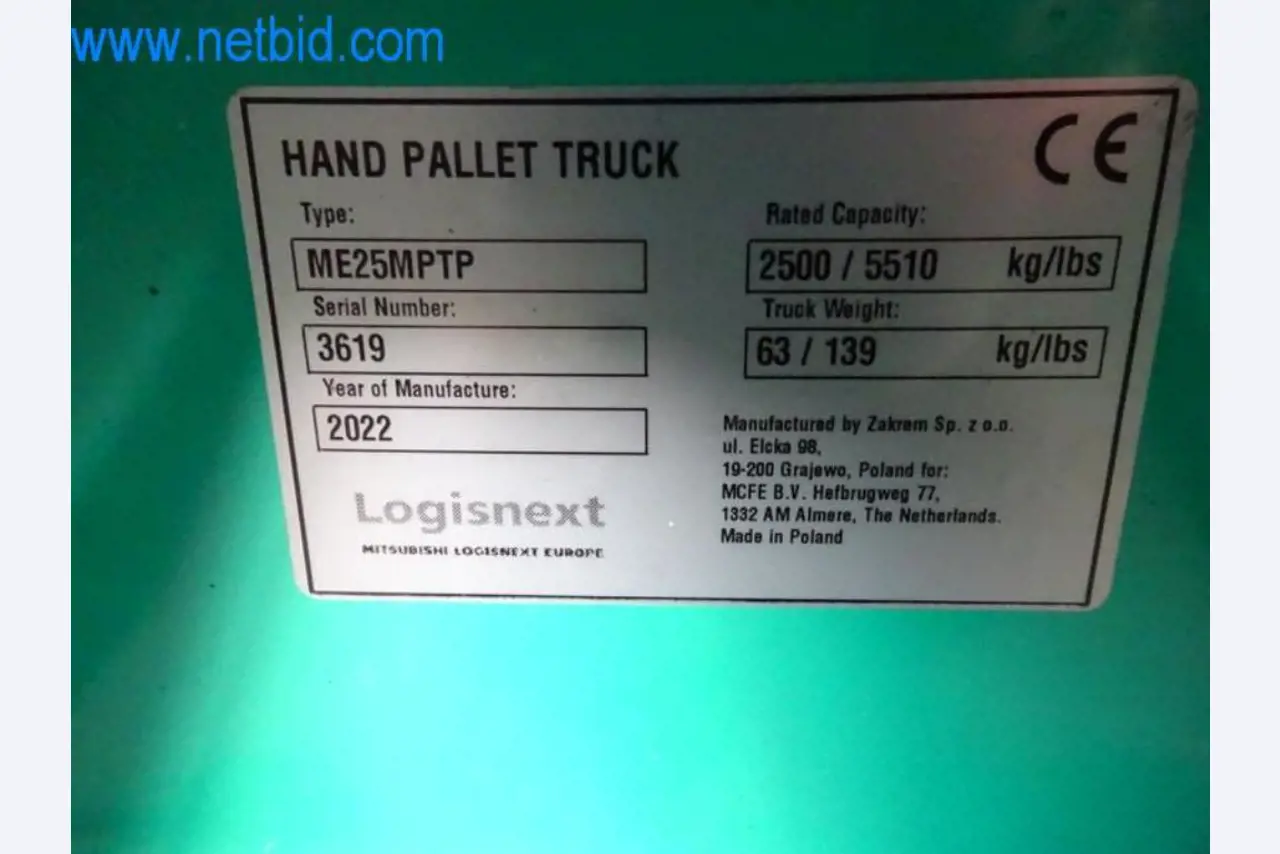 www.netbid.com
HAND PALLET TRUCK
CE
Type:
ME25MPTP
Serial Number:
3619
Year of Manufacture:
2022
Rated Capacity:
2500 / 5510 kg/lbs
Truck Weight:
63 / 139 kg/lbs
Manufactured by Zakrem Sp. z o.o.
ul. Elcka 98,
19-200 Grajewo, Poland for:
MCFE B.V. Hefbrugweg 77,
1332 AM Almere, The Netherlands.
Made in Poland
Logisnext
MITSUBISHI LOGISNEXT EUROPE